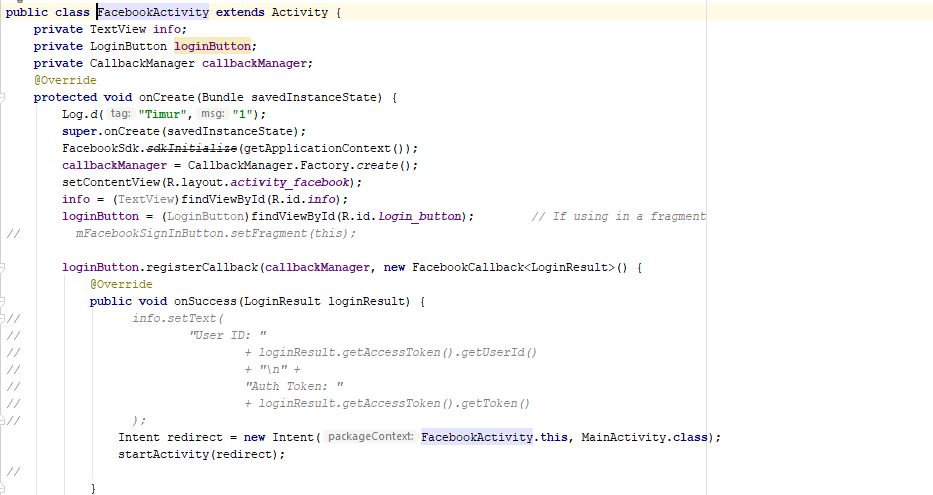 public class FacebookActivity extends Activity {
    private TextView info;
    private LoginButton loginButton;
    private CallbackManager callbackManager;
    @Override
    protected void onCreate(Bundle savedInstanceState) {
        Log.d( tag: "Timur", msg: "1");
        super.onCreate(savedInstanceState);
        FacebookSdk.sdkInitialize(getApplicationContext());
        callbackManager = CallbackManager.Factory.create();
        setContentView(R.layout.activity_facebook);
        info = (TextView)findViewById(R.id.info);
        loginButton = (LoginButton)findViewById(R.id.login_button);        // If using in a fragment
//        mFacebookSignInButton.setFragment(this);
        loginButton.registerCallback(callbackManager, new FacebookCallback<LoginResult>() {
            @Override
            public void onSuccess(LoginResult loginResult) {
//                info.setText(
//                        "User ID: "
//                                + loginResult.getAccessToken().getUserId()
//                                + "\n" +
//                                "Auth Token: "
//                                + loginResult.getAccessToken().getToken()
//                );
                Intent redirect = new Intent( packageContext: FacebookActivity.this, MainActivity.class);
                startActivity(redirect);
//
            }